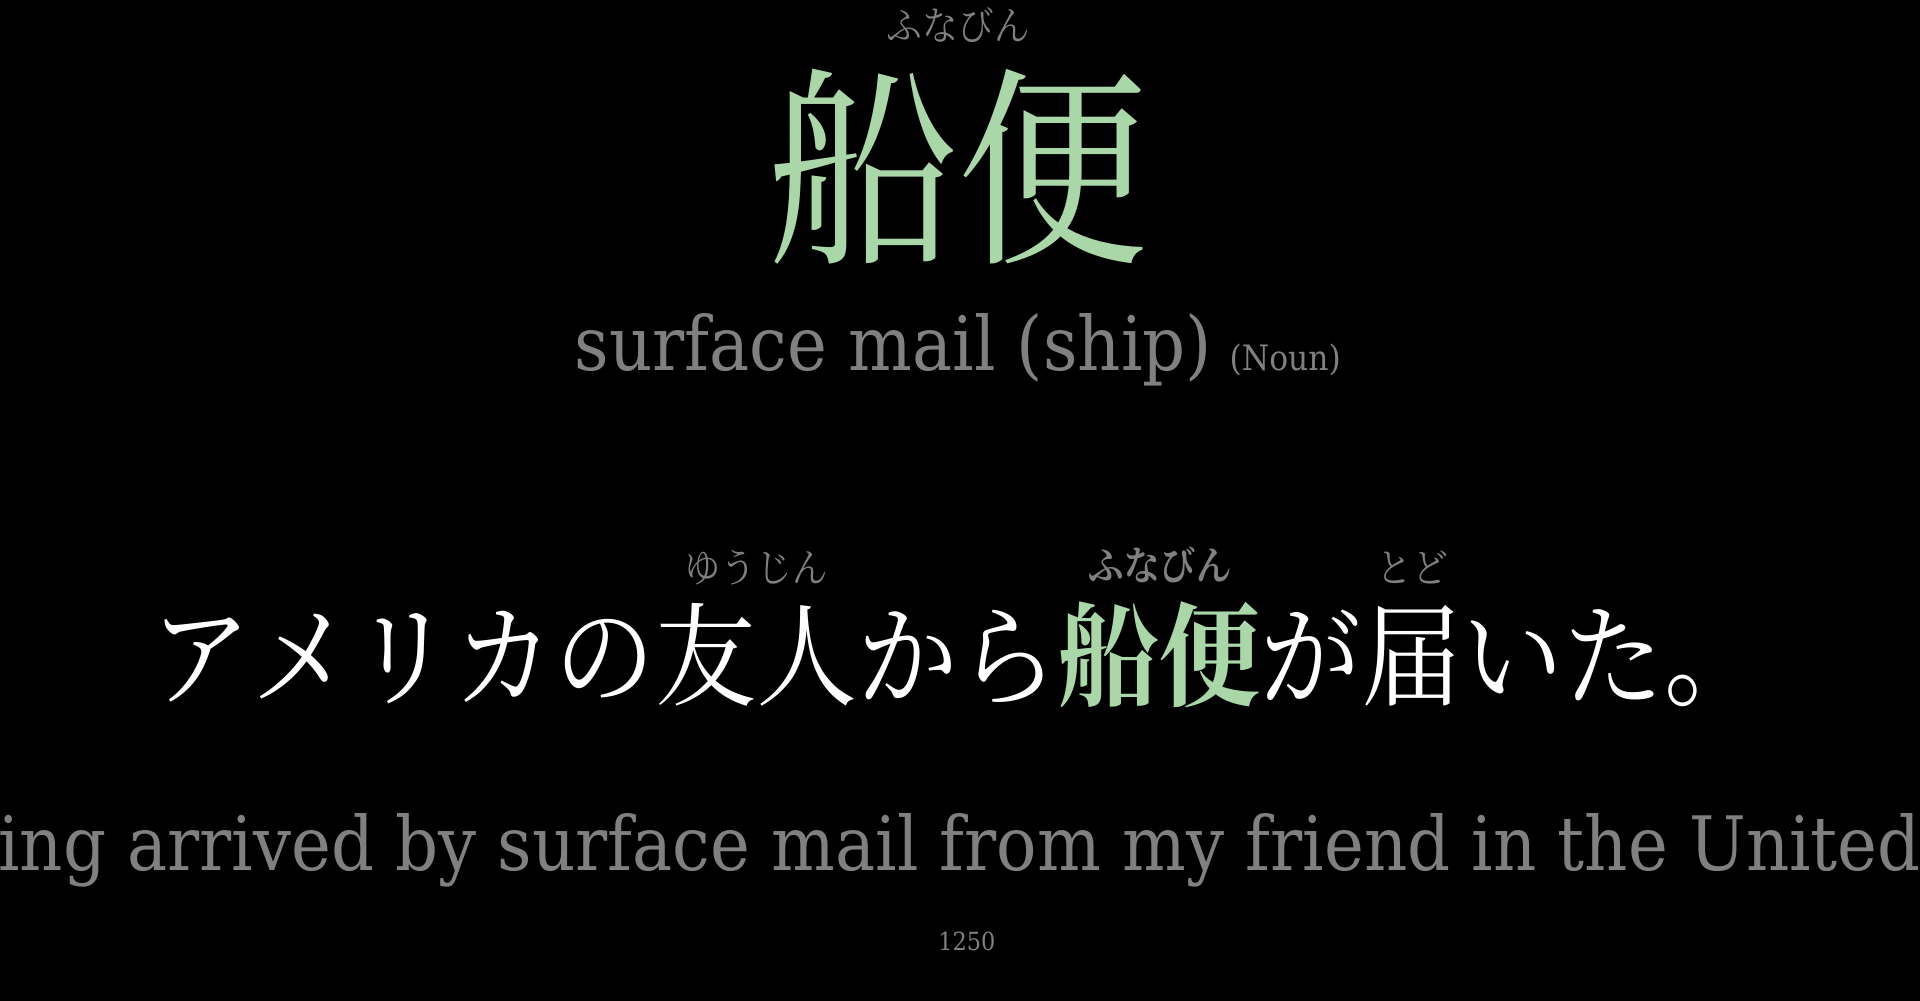 ふなびん
船便
surface mail (ship) (Noun)
ゆうじん ふなびん とど
アメリカの友人から船便が届いた。
ing arrived by surface mail from my friend in the United
1250